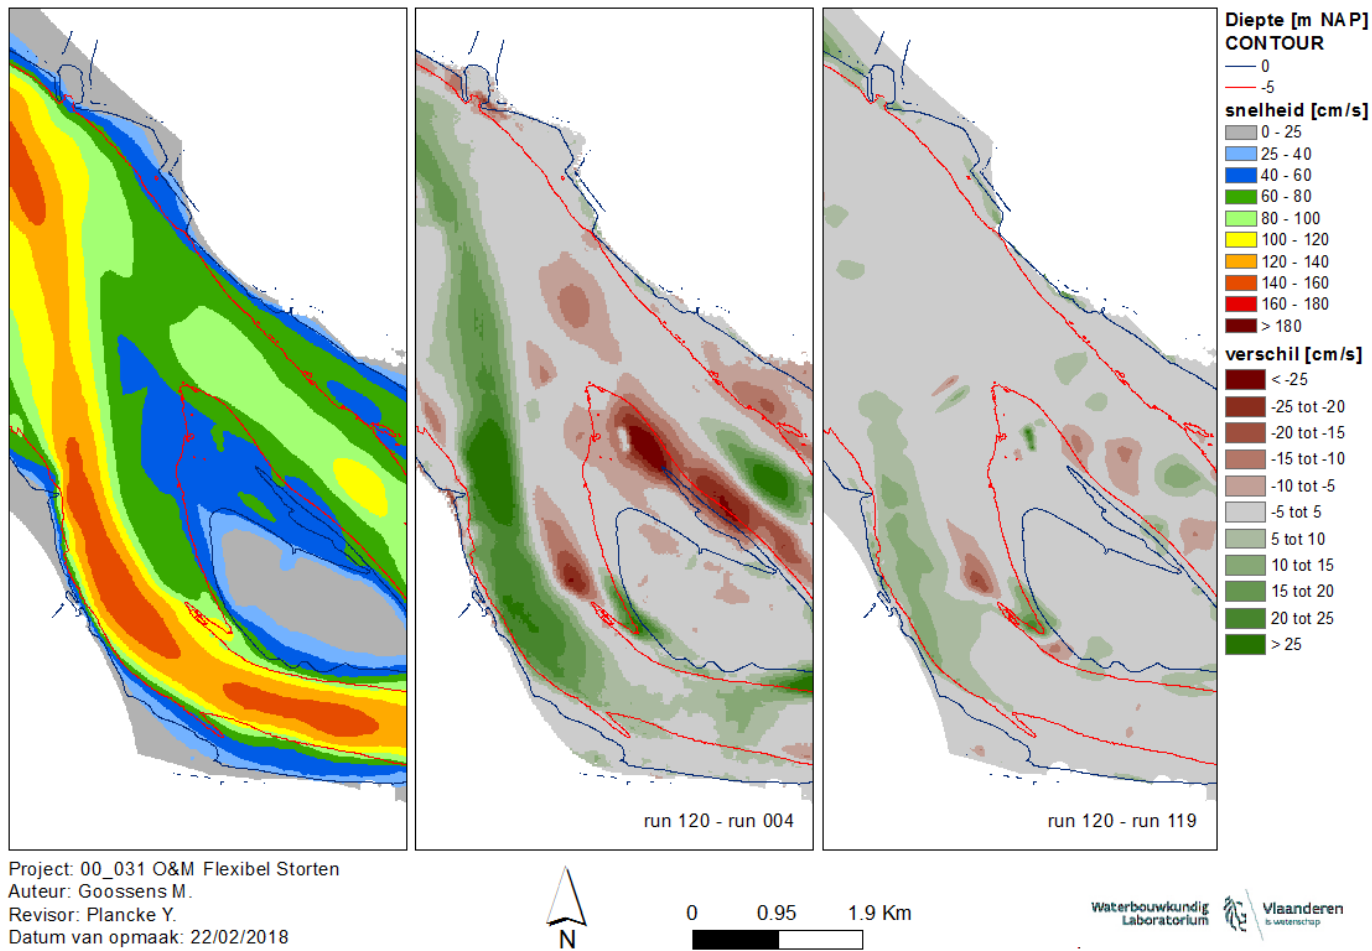 Diepte [m NAP]
CONTOUR
0
-5
snelheid [cm/s]
0 - 25
25 - 40
40 - 60
60 - 80
80 - 100
100 - 120
120 - 140
140 - 160
160 - 180
> 180
verschil [cm/s]
< -25
-25 tot -20
-20 tot -15
-15 tot -10
-10 tot -5
-5 tot 5
5 tot 10
10 tot 15
15 tot 20
20 tot 25
> 25
run 120 - run 004
run 120 - run 119
Project: 00_031 O&M Flexibel Storten
Auteur: Goossens M.
Revisor: Plancke Y.
Datum van opmaak: 22/02/2018
N
0 0.95 1.9 Km
Waterbouwkundig
Laboratorium
Vlaanderen
is wetenschap